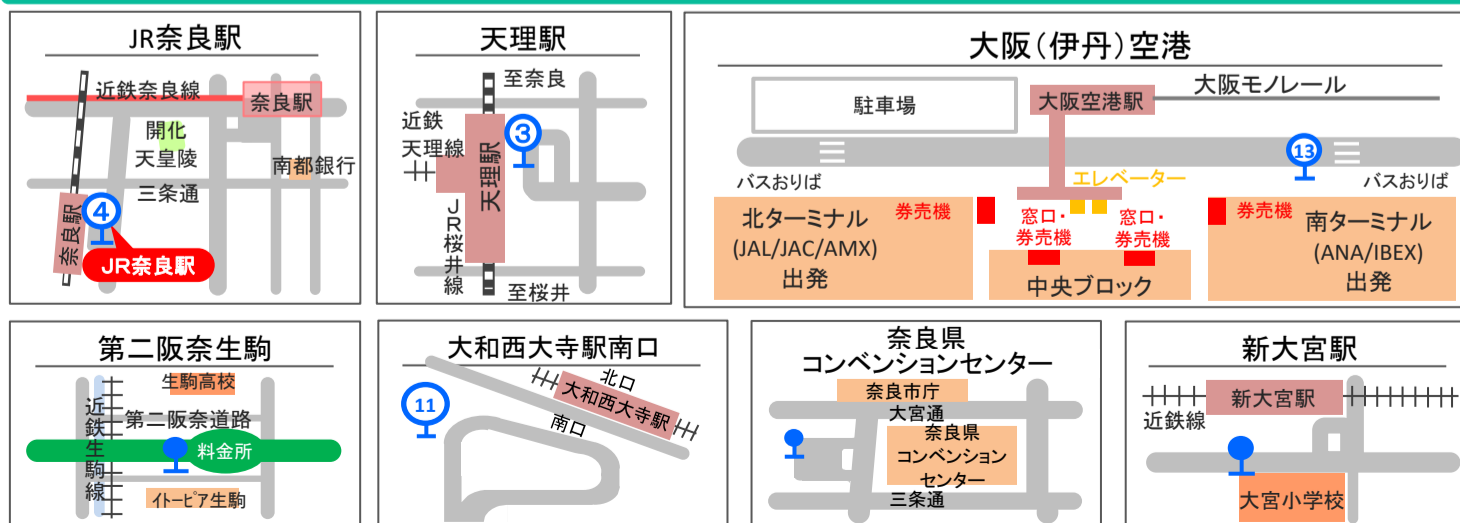 JR奈良駅
近鉄奈良線
奈良駅
開化
天皇陵
南都銀行
三条通
奈良駅
4
JR奈良駅
天理駅
至奈良
近鉄
天理線
3
天理駅
JR桜井線
至桜井
大阪(伊丹)空港
駐車場
大阪空港駅
大阪モノレール
13
バスおりば
エレベーター
バスおりば
北ターミナル
(JAL/JAC/AMX)
出発
券売機
窓口・
券売機
窓口・
券売機
中央ブロック
券売機
南ターミナル
(ANA/IBEX)
出発
第二阪奈生駒
生駒高校
近鉄生駒線
第二阪奈道路
料金所
イトーピア生駒
大和西大寺駅南口
11
北口
大和西大寺駅
南口
奈良県
コンベンションセンター
奈良市庁
大宮通
奈良県
コンベンション
センター
三条通
新大宮駅
新大宮駅
近鉄線
大宮小学校